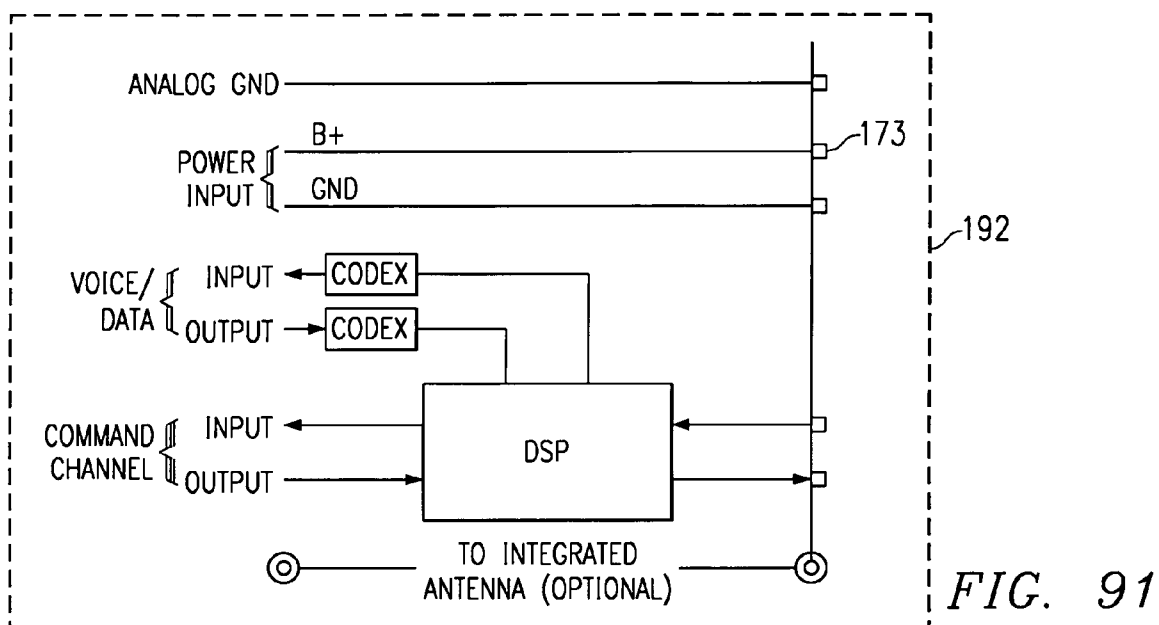 ANALOG GND
B+
173
POWER
INPUT
GND
192
INPUT
CODEX
VOICE/
DATA
OUTPUT
CODEX
INPUT
COMMAND
CHANNEL
DSP
OUTPUT
TO INTEGRATED
ANTENNA (OPTIONAL)
FIG. 91